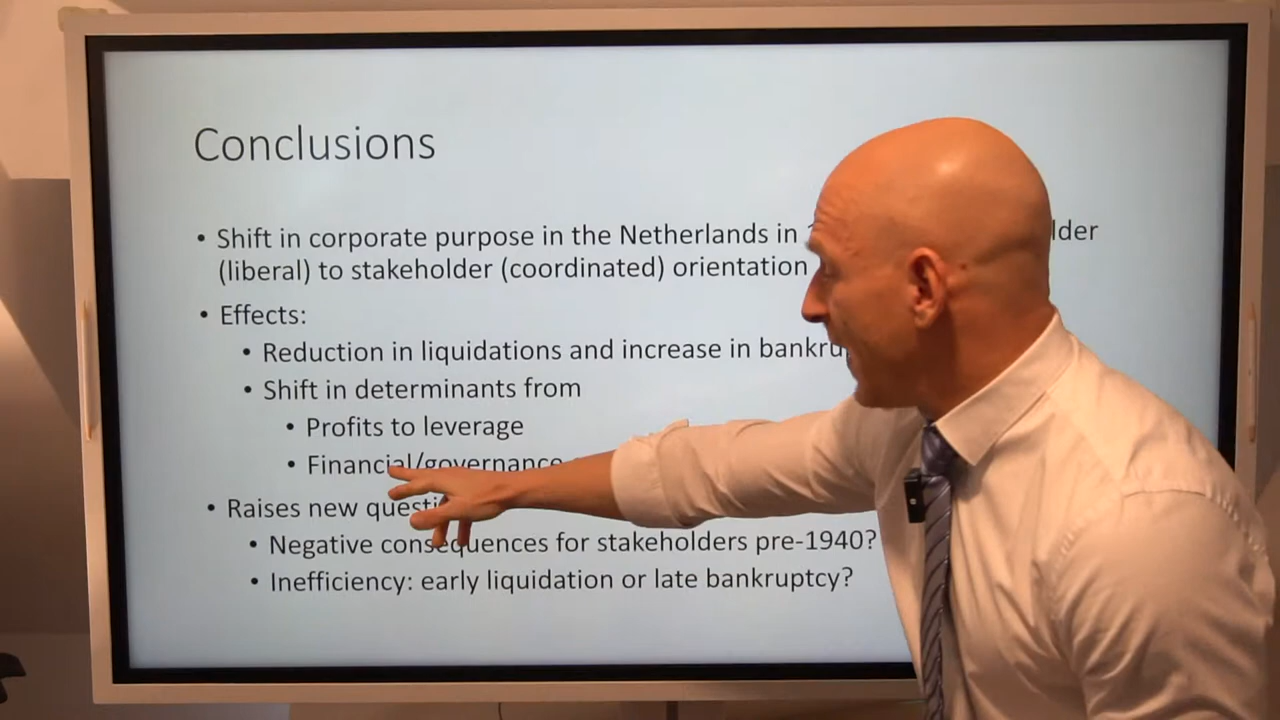 Conclusions
• Shift in corporate purpose in the Netherlands in
(liberal) to stakeholder (coordinated) orientation
• Effects:
• Reduction in liquidations and increase in
• Shift in determinants from
• Profits to leverage
• Financial/governance
• Raises new
• Negative consequences for stakeholders pre-1940?
• Inefficiency: early liquidation or late bankruptcy?